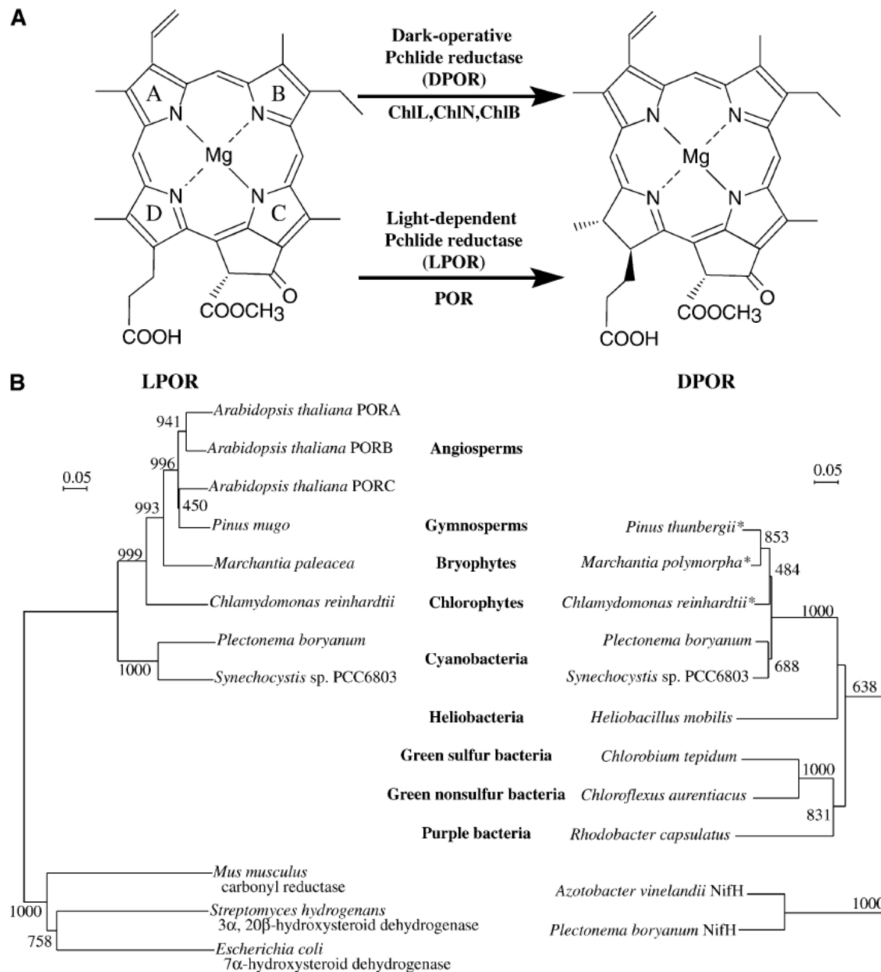 A
Dark-operative
Pchlide reductase
(DPOR)
ChlL,ChlN,ChlB
A
B
N
N
Mg
N
N
D
C
O
COOCH3
COOH
Light-dependent
Pchlide reductase
(LPOR)
POR
N
N
Mg
N
N
O
COOCH3
COOH
B
LPOR
DPOR
0.05
941
996
450
993
999
1000
Arabidopsis thaliana PORA
Arabidopsis thaliana PORB
Arabidopsis thaliana PORC
Pinus mugo
Marchantia paleacea
Chlamydomonas reinhardtii
Plectonema boryanum
Synechocystis sp. PCC6803
Angiosperms
Gymnosperms
Bryophytes
Chlorophytes
Cyanobacteria
Heliobacteria
Green sulfur bacteria
Green nonsulfur bacteria
Purple bacteria
0.05
Pinus thunbergii*
Marchantia polymorpha*
Chlamydomonas reinhardtii*
Plectonema boryanum
Synechocystis sp. PCC6803
Heliobacillus mobilis
Chlorobium tepidum
Chloroflexus aurentiacus
Rhodobacter capsulatus
853
484
1000
688
638
1000
831
Mus musculus
carbonyl reductase
Streptomyces hydrogenans
3α, 20β-hydroxysteroid dehydrogenase
Escherichia coli
7α-hydroxysteroid dehydrogenase
1000
758
Azotobacter vinelandii NifH
Plectonema boryanum NifH
1000